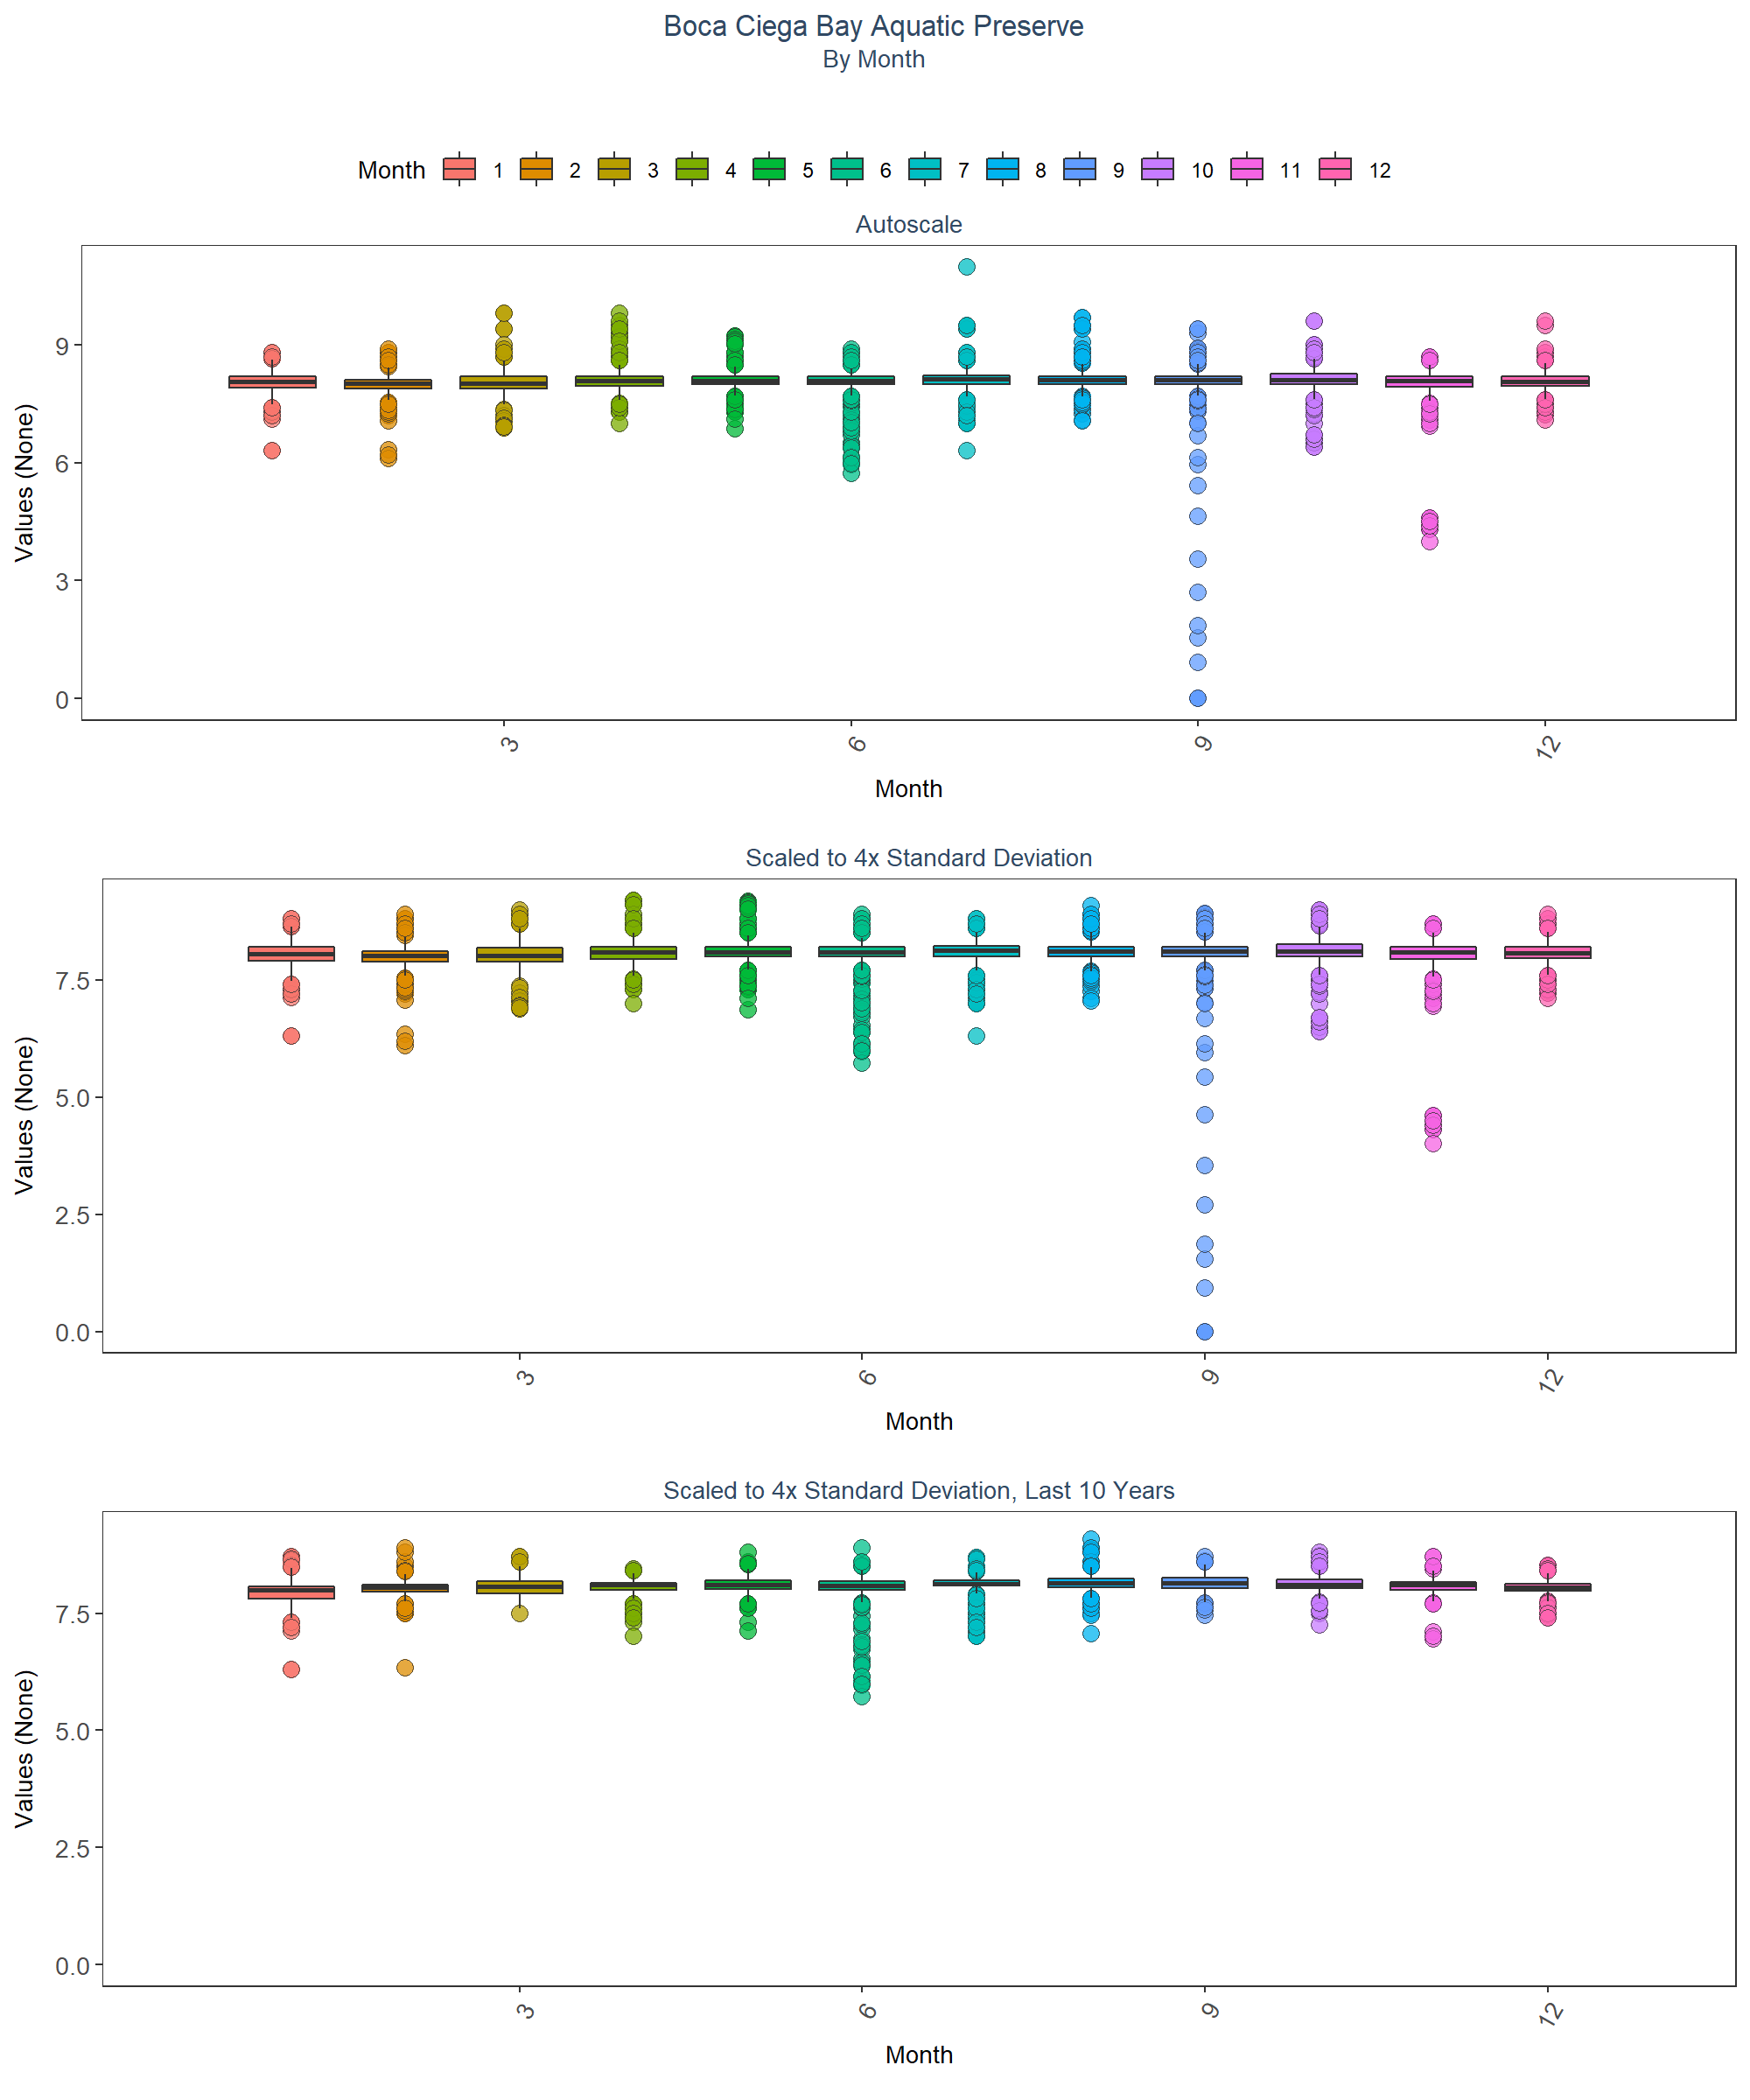 Boca Ciega Bay Aquatic Preserve
By Month
Month 1 2 3 4 5 6 7 8 9 10 11 12
Autoscale
Values (None)
9
6
3
0
3 6 9 12
Month
Scaled to 4x Standard Deviation
Values (None)
7.5
5.0
2.5
0.0
3 6 9 12
Month
Scaled to 4x Standard Deviation, Last 10 Years
Values (None)
7.5
5.0
2.5
0.0
3 6 9 12
Month